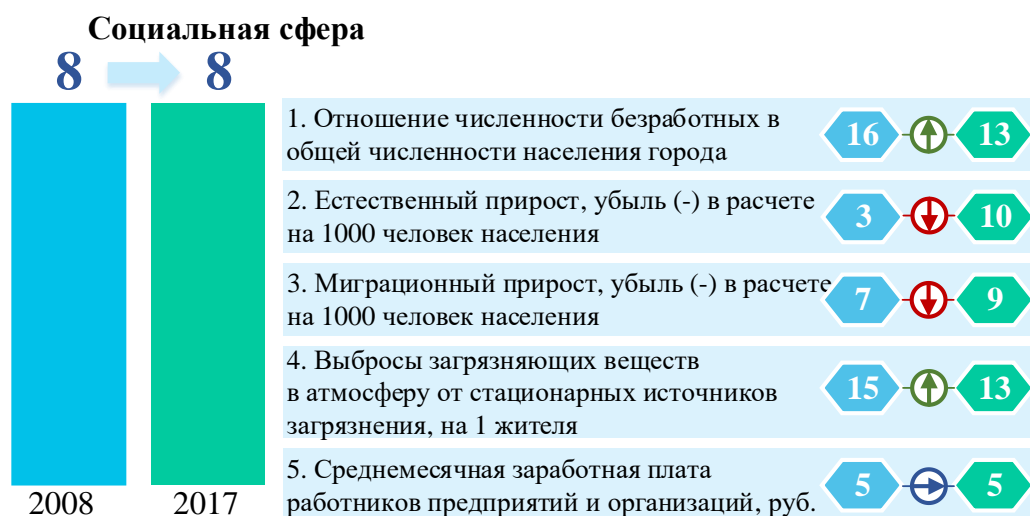 Социальная сфера
8 8
2008 2017
1. Отношение численности безработных в
общей численности населения города
16 13
2. Естественный прирост, убыль (-) в расчете
на 1000 человек населения
3 10
3. Миграционный прирост, убыль (-) в расчете
на 1000 человек населения
7 9
4. Выбросы загрязняющих веществ
в атмосферу от стационарных источников
загрязнения, на 1 жителя
15 13
5. Среднемесячная заработная плата
работников предприятий и организаций, руб.
5 5